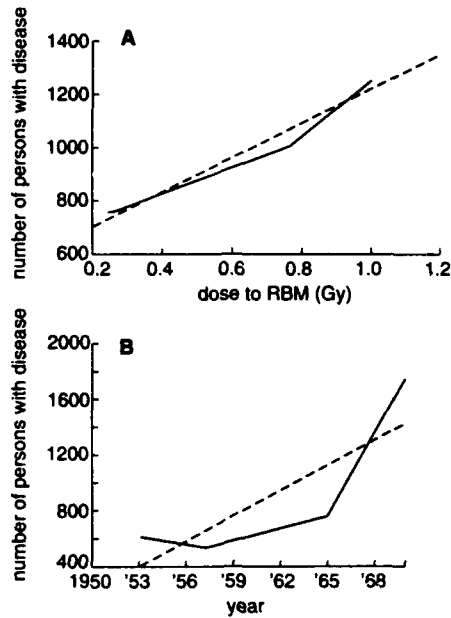 A
number of persons with disease
1400
1200
1000
800
600
0.2 0.4 0.6 0.8 1.0 1.2
dose to RBM (Gy)
B
number of persons with disease
2000
1600
1200
800
400
1950 '53 '56 '59 '62 '65 '68
year